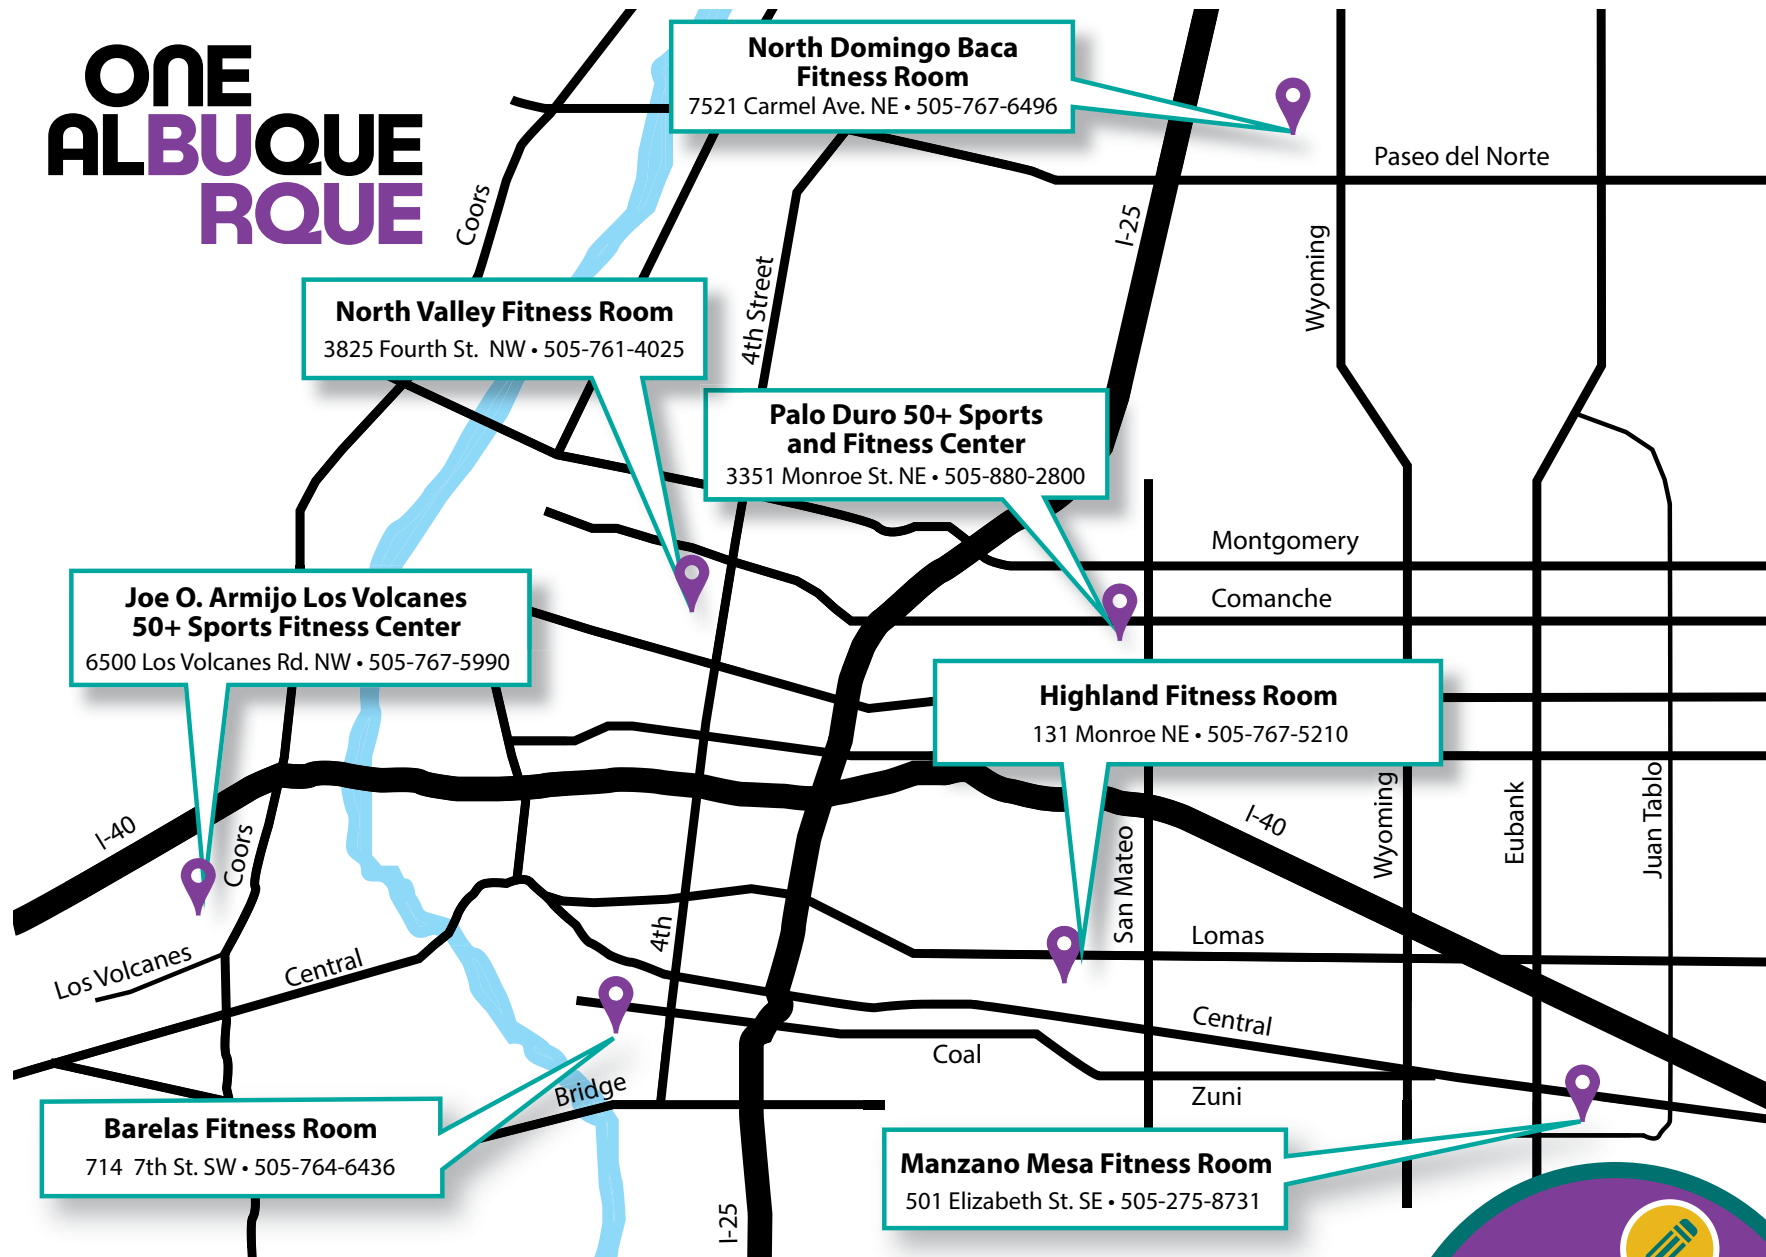 ONE
ALBUQUE
RQUE
North Domingo Baca
Fitness Room
7521 Carmel Ave. NE • 505-767-6496
Paseo del Norte
Coors
I-25
Wyoming
4th Street
North Valley Fitness Room
3825 Fourth St. NW • 505-761-4025
Palo Duro 50+ Sports
and Fitness Center
3351 Monroe St. NE • 505-880-2800
Montgomery
Comanche
Joe O. Armijo Los Volcanes
50+ Sports Fitness Center
6500 Los Volcanes Rd. NW • 505-767-5990
Highland Fitness Room
131 Monroe NE • 505-767-5210
I-40
Coors
I-40
San Mateo
Wyoming
Eubank
Juan Tablo
4th
Lomas
Los Volcanes
Central
Central
Coal
Bridge
Zuni
Barelas Fitness Room
714 7th St. SW • 505-764-6436
Manzano Mesa Fitness Room
501 Elizabeth St. SE • 505-275-8731
I-25